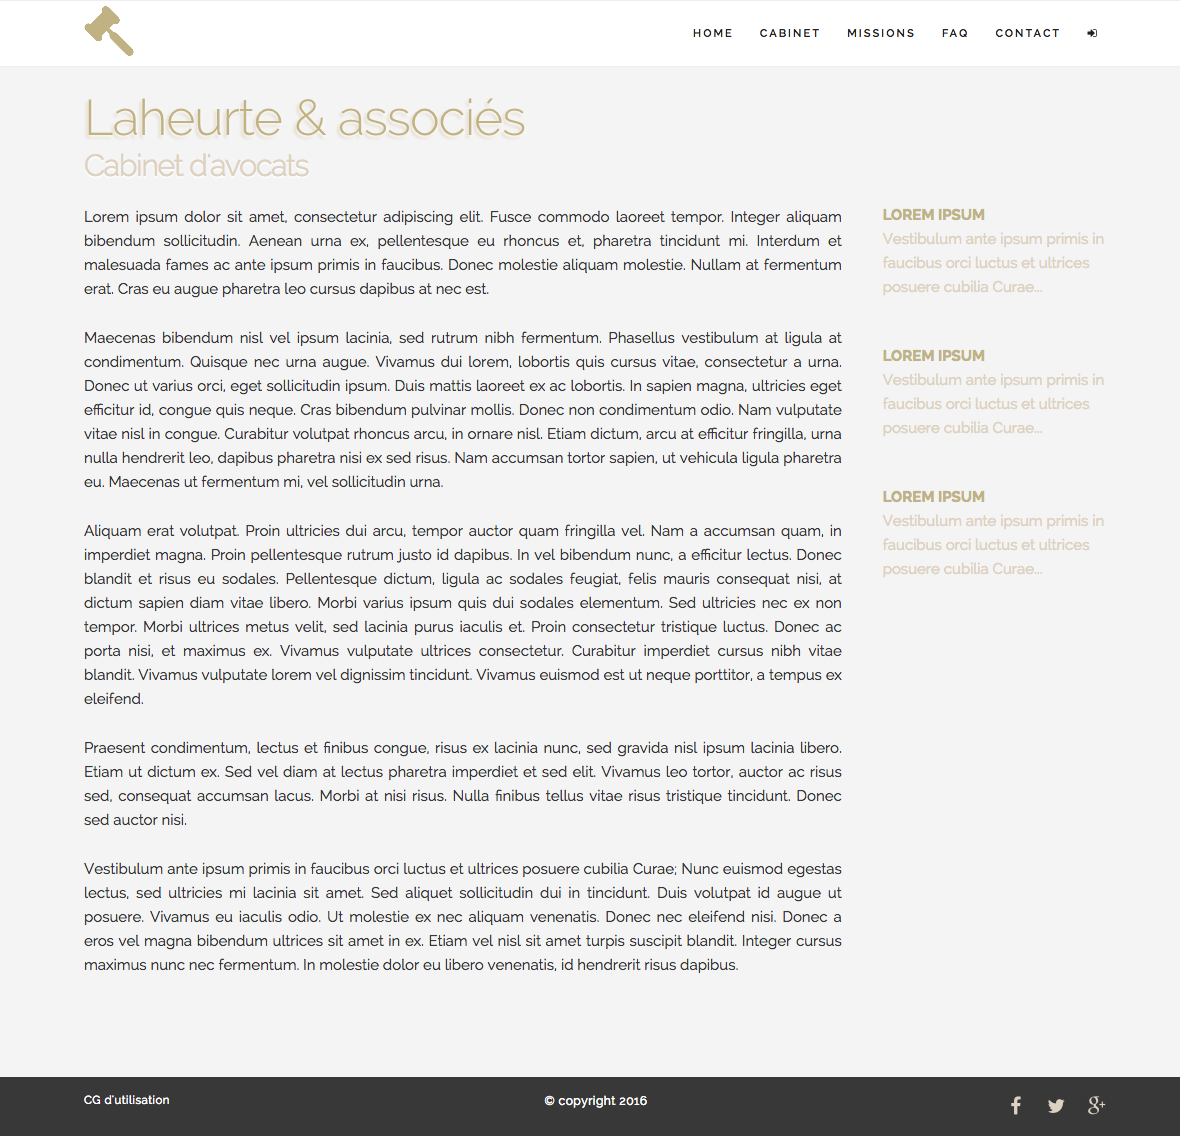 HOME CABINET MISSIONS FAQ CONTACT
Laheurte & associés
Cabinet d'avocats
Lorem ipsum dolor sit amet, consectetur adipiscing elit. Fusce commodo laoreet tempor. Integer aliquam
bibendum sollicitudin. Aenean urna ex, pellentesque eu rhoncus et, pharetra tincidunt mi. Interdum et
malesuada fames ac ante ipsum primis in faucibus. Donec molestie aliquam molestie. Nullam at fermentum
erat. Cras eu augue pharetra leo cursus dapibus at nec est.
Maecenas bibendum nisl vel ipsum lacinia, sed rutrum nibh fermentum. Phasellus vestibulum at ligula at
condimentum. Quisque nec urna augue. Vivamus dui lorem, lobortis quis cursus vitae, consectetur a urna.
Donec ut varius orci, eget sollicitudin ipsum. Duis mattis laoreet ex ac lobortis. In sapien magna, ultricies eget
efficitur id, congue quis neque. Cras bibendum pulvinar mollis. Donec non condimentum odio. Nam vulputate
vitae nisl in congue. Curabitur volutpat rhoncus arcu, in ornare nisl. Etiam dictum, arcu at efficitur fringilla, urna
nulla hendrerit leo, dapibus pharetra nisi ex sed risus. Nam accumsan tortor sapien, ut vehicula ligula pharetra
eu. Maecenas ut fermentum mi, vel sollicitudin urna.
Aliquam erat volutpat. Proin ultricies dui arcu, tempor auctor quam fringilla vel. Nam a accumsan quam, in
imperdiet magna. Proin pellentesque rutrum justo id dapibus. In vel bibendum nunc, a efficitur lectus. Donec
blandit et risus eu sodales. Pellentesque dictum, ligula ac sodales feugiat, felis mauris consequat nisi, at
dictum sapien diam vitae libero. Morbi varius ipsum quis dui sodales elementum. Sed ultricies nec ex non
tempor. Morbi ultrices metus velit, sed lacinia purus iaculis et. Proin consectetur tristique luctus. Donec ac
porta nisi, et maximus ex. Vivamus vulputate ultrices consectetur. Curabitur imperdiet cursus nibh vitae
blandit. Vivamus vulputate lorem vel dignissim tincidunt. Vivamus euismod est ut neque porttitor, a tempus ex
eleifend.
Praesent condimentum, lectus et finibus congue, risus ex lacinia nunc, sed gravida nisl ipsum lacinia libero.
Etiam ut dictum ex. Sed vel diam at lectus pharetra imperdiet et sed elit. Vivamus leo tortor, auctor ac risus
sed, consequat accumsan lacus. Morbi at nisi risus. Nulla finibus tellus vitae risus tristique tincidunt. Donec
sed auctor nisi.
Vestibulum ante ipsum primis in faucibus orci luctus et ultrices posuere cubilia Curae; Nunc euismod egestas
lectus, sed ultricies mi lacinia sit amet. Sed aliquet sollicitudin dui in tincidunt. Duis volutpat id augue ut
posuere. Vivamus eu iaculis odio. Ut molestie ex nec aliquam venenatis. Donec nec eleifend nisi. Donec a
eros vel magna bibendum ultrices sit amet in ex. Etiam vel nisl sit amet turpis suscipit blandit. Integer cursus
maximus nunc nec fermentum. In molestie dolor eu libero venenatis, id hendrerit risus dapibus.
LOREM IPSUM
Vestibulum ante ipsum primis in
faucibus orci luctus et ultrices
posuere cubilia Curae...
LOREM IPSUM
Vestibulum ante ipsum primis in
faucibus orci luctus et ultrices
posuere cubilia Curae...
LOREM IPSUM
Vestibulum ante ipsum primis in
faucibus orci luctus et ultrices
posuere cubilia Curae...
CG d'utilisation
© copyright 2016